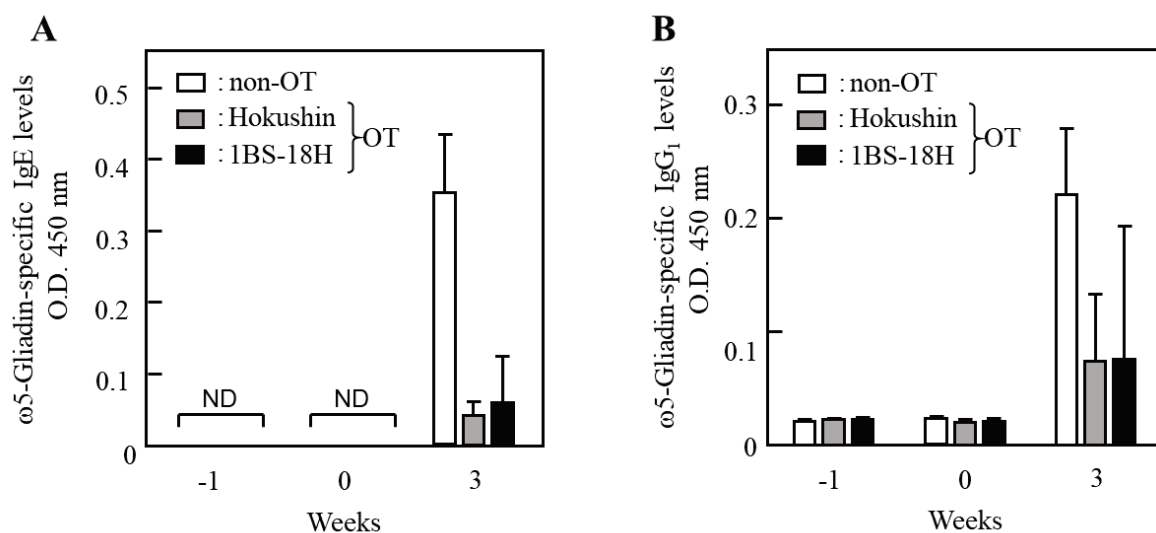 A
ω5-Gliadin-specific IgE levels
O.D. 450 nm
0.5
0.4
0.3
0.2
0.1
0
: non-OT
: Hokushin
: 1BS-18H
OT
ND
ND
-1
0
3
Weeks
B
ω5-Gliadin-specific IgG1 levels
O.D. 450 nm
0.3
0.2
0.1
0
: non-OT
: Hokushin
: 1BS-18H
OT
-1
0
3
Weeks